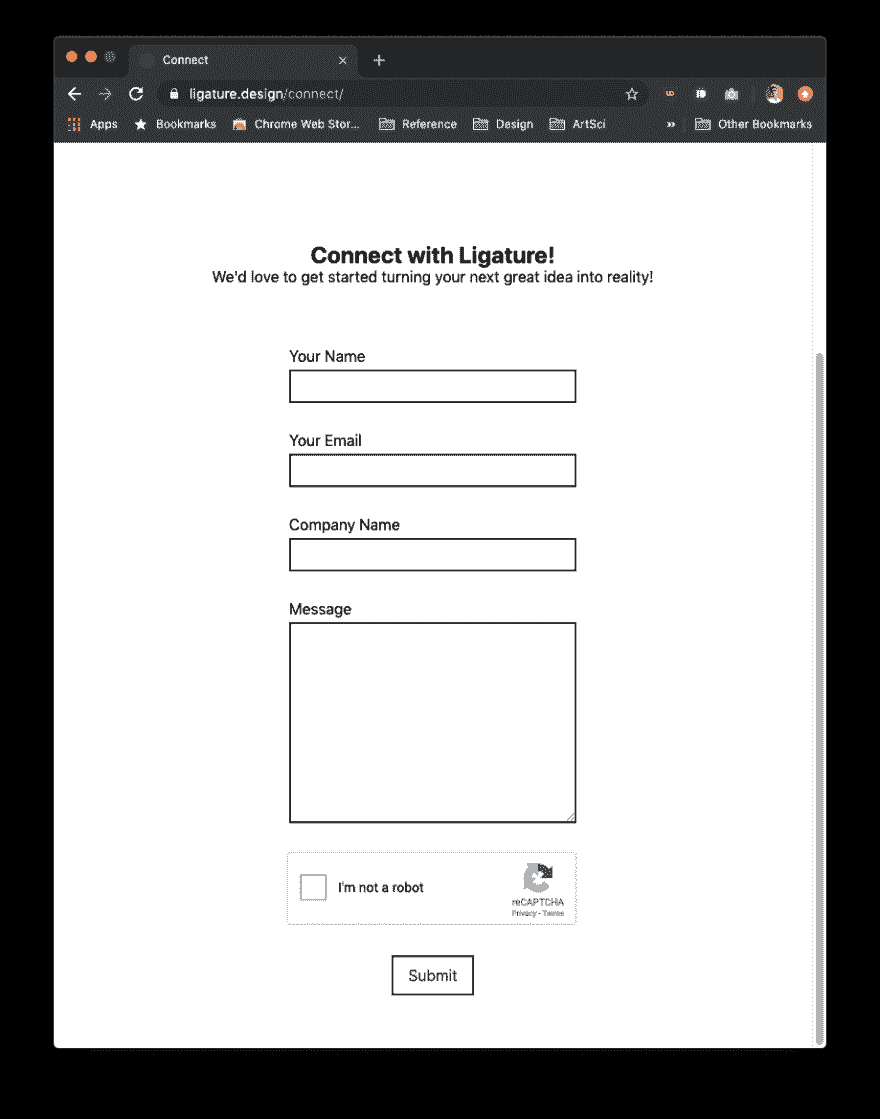 Connect
ligature.design/connect/
Apps Bookmarks Chrome Web Stor... Reference Design ArtSci » Other Bookmarks
Connect with Ligature!
We'd love to get started turning your next great idea into reality!
Your Name
Your Email
Company Name
Message
I'm not a robot
reCAPTCHA
Privacy - Terms
Submit